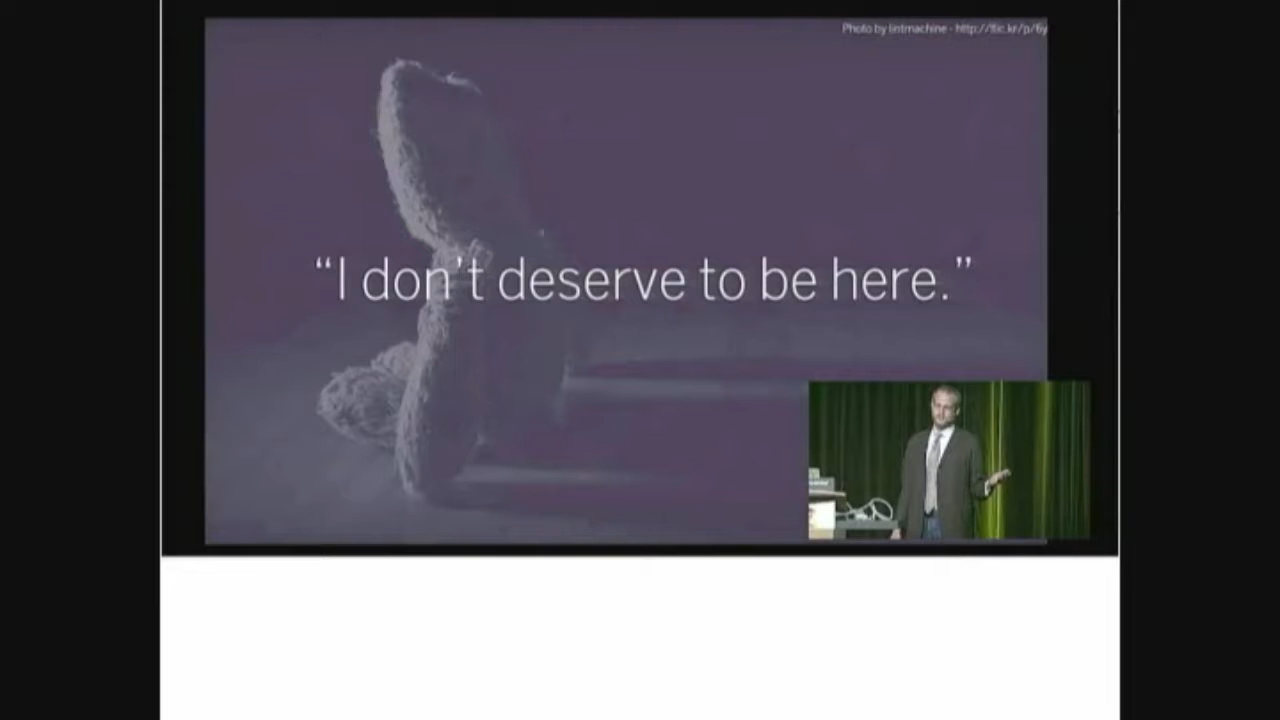 Photo by lintmachine - http://flic.kr/p/6y
“I don’t deserve to be here.”